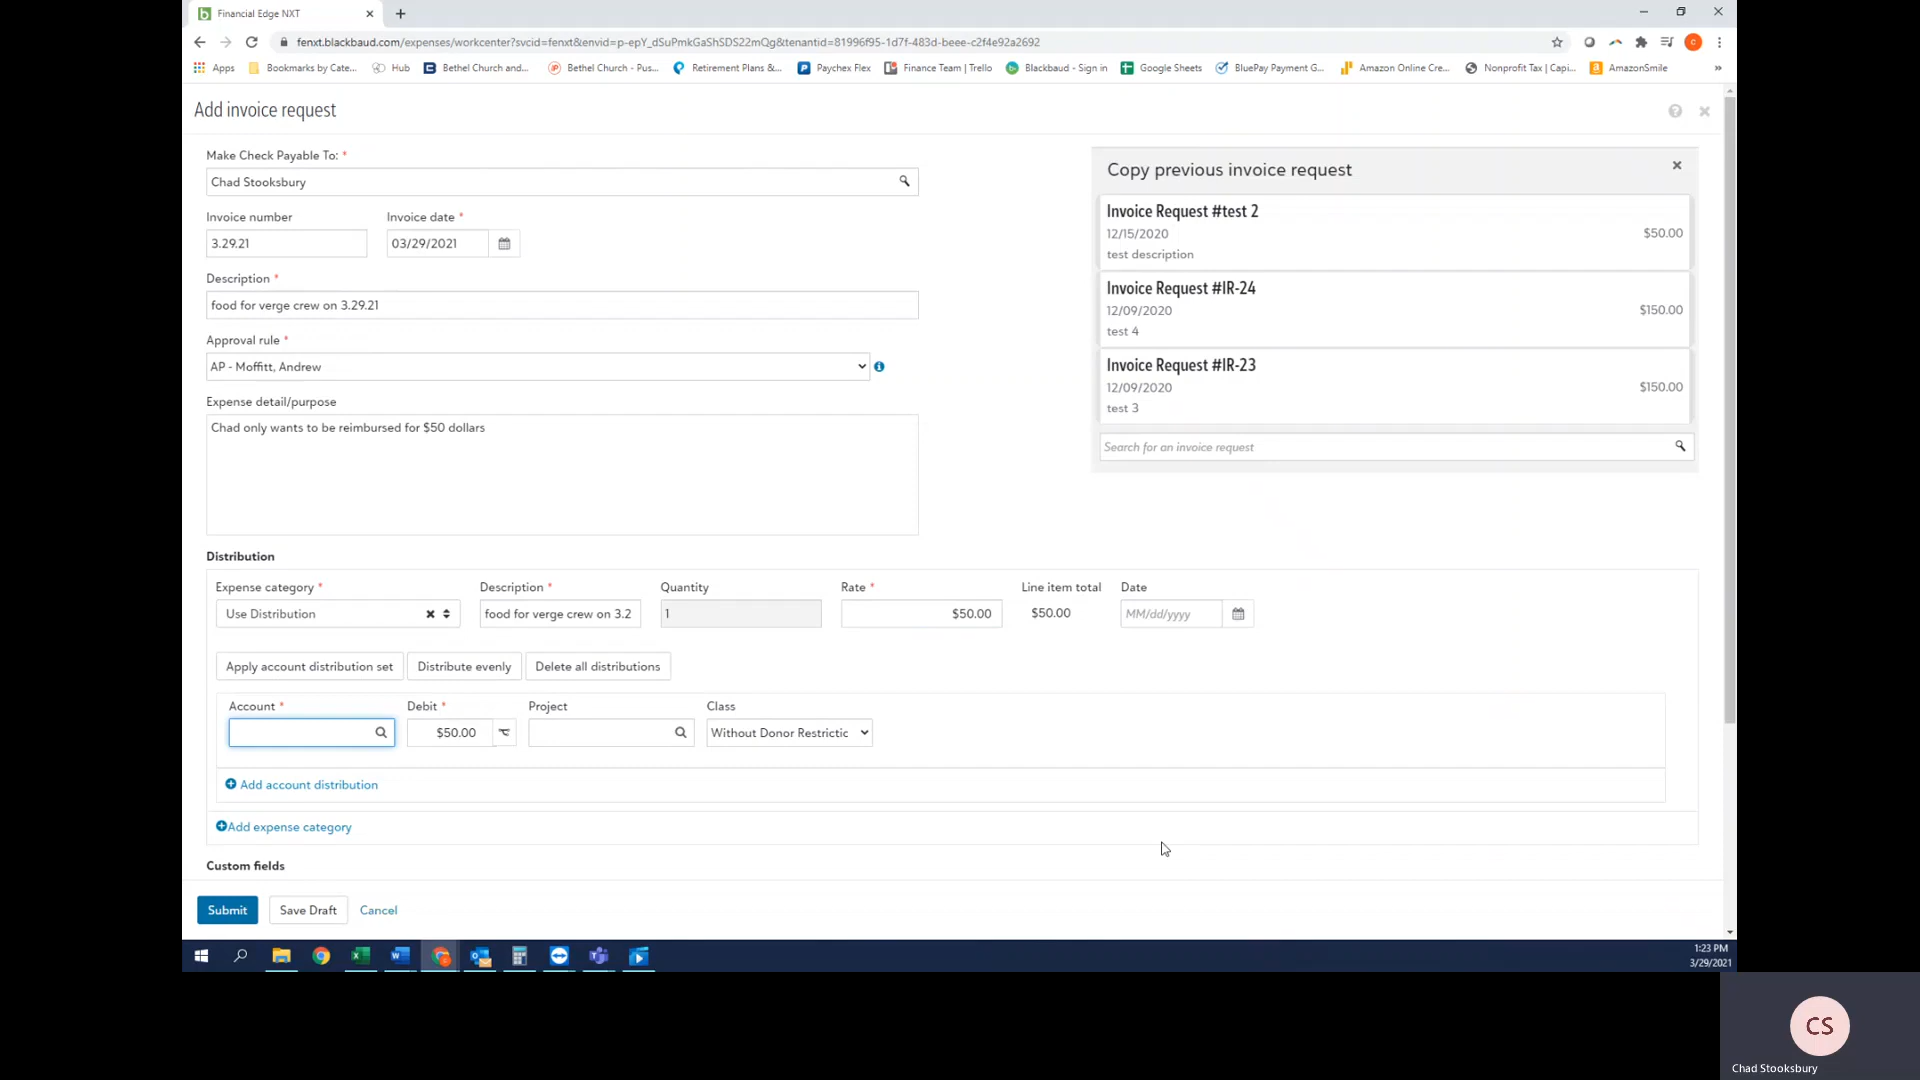 Financial Edge NXT
fenxt.blackbaud.com/expenses/workcenter?svcid=fenxt&envid=p-epY_dSuPmkGaShSDS22mQg&tenantid=81996f95-1d7f-483d-beee-c2f4e92a2692
Apps Bookmarks by Cate... Hub Bethel Church and... Bethel Church - Pus... Retirement Plans &... Paychex Flex Finance Team | Trello Blackbaud - Sign in Google Sheets BluePay Payment G... Amazon Online Cre... Nonprofit Tax | Capi... AmazonSmile »
Add invoice request
Make Check Payable To: *
Chad Stooksbury
Invoice number Invoice date *
3.29.21 03/29/2021
Description *
food for verge crew on 3.29.21
Approval rule *
AP - Moffitt, Andrew
Expense detail/purpose
Chad only wants to be reimbursed for $50 dollars
Copy previous invoice request
Invoice Request #test 2
12/15/2020 $50.00
test description
Invoice Request #IR-24
12/09/2020 $150.00
test 4
Invoice Request #IR-23
12/09/2020 $150.00
test 3
Search for an invoice request
Distribution
Expense category * Description * Quantity Rate * Line item total Date
Use Distribution food for verge crew on 3.2 1 $50.00 $50.00 MM/dd/yyyy
Apply account distribution set Distribute evenly Delete all distributions
Account * Debit * Project Class
$50.00 Without Donor Restrictic
Add account distribution
Add expense category
Custom fields
Submit Save Draft Cancel
1:23 PM
3/29/2021
CS
Chad Stooksbury